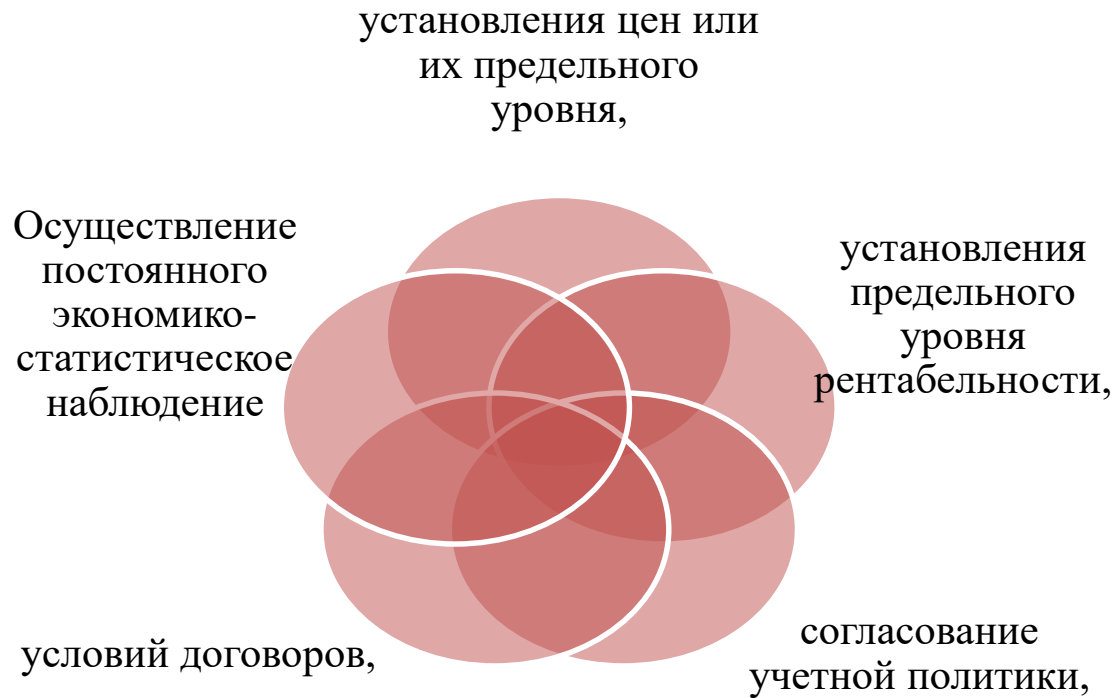 установления цен или
их предельного
уровня,
Осуществление
постоянного
экономико-
статистическое
наблюдение
установления
предельного
уровня
рентабельности,
условий договоров,
согласование
учетной политики,